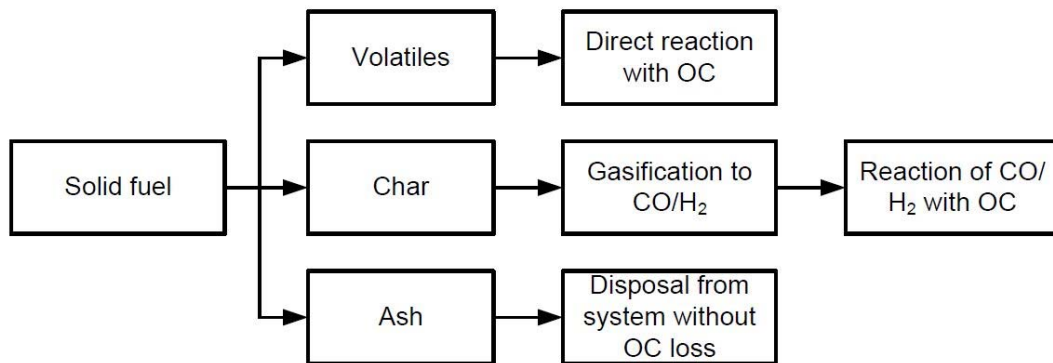 Volatiles
Direct reaction
with OC
Solid fuel
Char
Gasification to
CO/H₂
Reaction of CO/
H₂ with OC
Ash
Disposal from
system without
OC loss